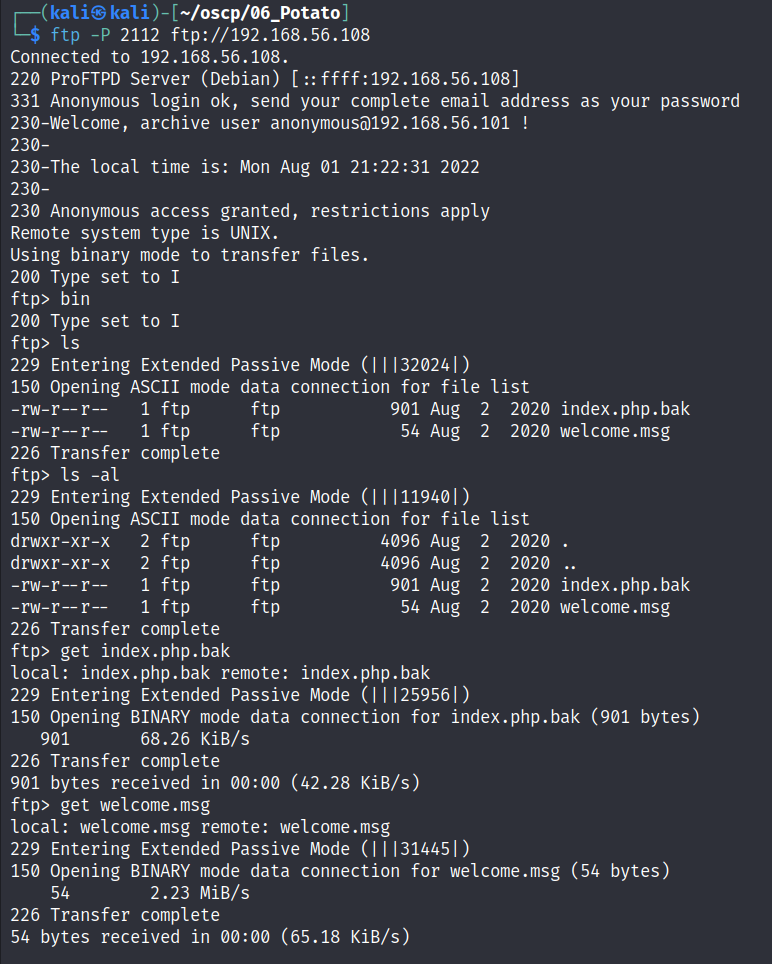 ┌──(kali㉿kali)-[~/oscp/06_Potato]
└─$ ftp -P 2112 ftp://192.168.56.108
Connected to 192.168.56.108.
220 ProFTPD Server (Debian) [::ffff:192.168.56.108]
331 Anonymous login ok, send your complete email address as your password
230-Welcome, archive user anonymous@192.168.56.101 !
230-
230-The local time is: Mon Aug 01 21:22:31 2022
230-
230 Anonymous access granted, restrictions apply
Remote system type is UNIX.
Using binary mode to transfer files.
200 Type set to I
ftp> bin
200 Type set to I
ftp> ls
229 Entering Extended Passive Mode (|||32024|)
150 Opening ASCII mode data connection for file list
-rw-r--r--   1 ftp      ftp           901 Aug  2  2020 index.php.bak
-rw-r--r--   1 ftp      ftp            54 Aug  2  2020 welcome.msg
226 Transfer complete
ftp> ls -al
229 Entering Extended Passive Mode (|||11940|)
150 Opening ASCII mode data connection for file list
drwxr-xr-x   2 ftp      ftp          4096 Aug  2  2020 .
drwxr-xr-x   2 ftp      ftp          4096 Aug  2  2020 ..
-rw-r--r--   1 ftp      ftp           901 Aug  2  2020 index.php.bak
-rw-r--r--   1 ftp      ftp            54 Aug  2  2020 welcome.msg
226 Transfer complete
ftp> get index.php.bak
local: index.php.bak remote: index.php.bak
229 Entering Extended Passive Mode (|||25956|)
150 Opening BINARY mode data connection for index.php.bak (901 bytes)
   901       68.26 KiB/s
226 Transfer complete
901 bytes received in 00:00 (42.28 KiB/s)
ftp> get welcome.msg
local: welcome.msg remote: welcome.msg
229 Entering Extended Passive Mode (|||31445|)
150 Opening BINARY mode data connection for welcome.msg (54 bytes)
    54        2.23 MiB/s
226 Transfer complete
54 bytes received in 00:00 (65.18 KiB/s)